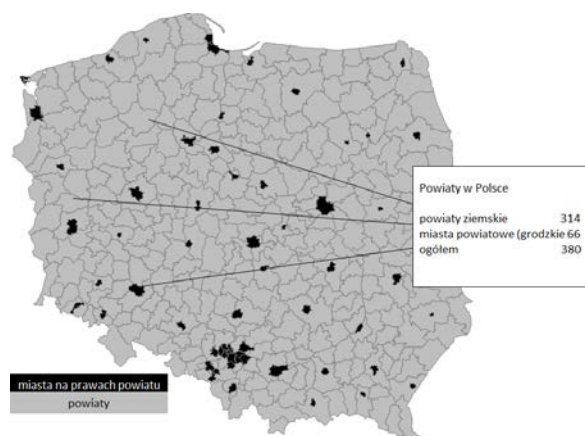 Powiaty w Polsce
powiaty ziemskie 314
miasta powiatowe (grodzkie 66
ogółem 380
miasta na prawach powiatu
powiaty